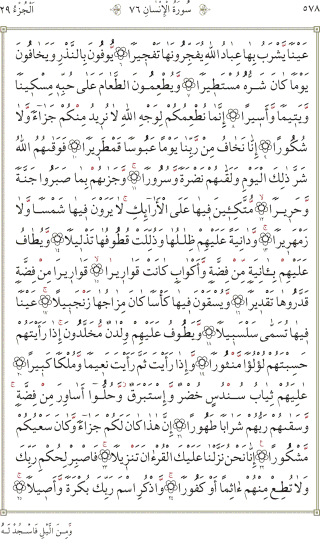 ٱلْجُزْءُ ٢٩ سُورَةُ ٱلْإِنْسَانِ ٧٦ ٥٧٨
عَيْنًا يَشْرَبُ بِهَا عِبَادُ ٱللَّهِ يُفَجِّرُونَهَا تَفْجِيرًا ۝٦ يُوفُونَ بِٱلنَّذْرِ وَيَخَافُونَ
يَوْمًا كَانَ شَرُّهُۥ مُسْتَطِيرًا ۝٧ وَيُطْعِمُونَ ٱلطَّعَامَ عَلَىٰ حُبِّهِۦ مِسْكِينًا
وَيَتِيمًا وَأَسِيرًا ۝٨ إِنَّمَا نُطْعِمُكُمْ لِوَجْهِ ٱللَّهِ لَا نُرِيدُ مِنكُمْ جَزَآءً وَلَا
شُكُورًا ۝٩ إِنَّا نَخَافُ مِن رَّبِّنَا يَوْمًا عَبُوسًا قَمْطَرِيرًا ۝١٠ فَوَقَىٰهُمُ ٱللَّهُ
شَرَّ ذَٰلِكَ ٱلْيَوْمِ وَلَقَّىٰهُمْ نَضْرَةً وَسُرُورًا ۝١١ وَجَزَىٰهُم بِمَا صَبَرُوا۟ جَنَّةً
وَحَرِيرًا ۝١٢ مُّتَّكِـِٔينَ فِيهَا عَلَى ٱلْأَرَآئِكِ لَا يَرَوْنَ فِيهَا شَمْسًا وَلَا
زَمْهَرِيرًا ۝١٣ وَدَانِيَةً عَلَيْهِمْ ظِلَٰلُهَا وَذُلِّلَتْ قُطُوفُهَا تَذْلِيلًا ۝١٤ وَيُطَافُ
عَلَيْهِم بِـَٔانِيَةٍ مِّن فِضَّةٍ وَأَكْوَابٍ كَانَتْ قَوَارِيرَا۠ ۝١٥ قَوَارِيرَا۟ مِن فِضَّةٍ
قَدَّرُوهَا تَقْدِيرًا ۝١٦ وَيُسْقَوْنَ فِيهَا كَأْسًا كَانَ مِزَاجُهَا زَنجَبِيلًا ۝١٧ عَيْنًا
فِيهَا تُسَمَّىٰ سَلْسَبِيلًا ۝١٨ وَيَطُوفُ عَلَيْهِمْ وِلْدَٰنٌ مُّخَلَّدُونَ إِذَا رَأَيْتَهُمْ
حَسِبْتَهُمْ لُؤْلُؤًا مَّنثُورًا ۝١٩ وَإِذَا رَأَيْتَ ثَمَّ رَأَيْتَ نَعِيمًا وَمُلْكًا كَبِيرًا ۝٢٠
عَٰلِيَهُمْ ثِيَابُ سُندُسٍ خُضْرٌ وَإِسْتَبْرَقٌ وَحُلُّوٓا۟ أَسَاوِرَ مِن فِضَّةٍ
وَسَقَىٰهُمْ رَبُّهُمْ شَرَابًا طَهُورًا ۝٢١ إِنَّ هَٰذَا كَانَ لَكُمْ جَزَآءً وَكَانَ سَعْيُكُم
مَّشْكُورًا ۝٢٢ إِنَّا نَحْنُ نَزَّلْنَا عَلَيْكَ ٱلْقُرْءَانَ تَنزِيلًا ۝٢٣ فَٱصْبِرْ لِحُكْمِ رَبِّكَ
وَلَا تُطِعْ مِنْهُمْ ءَاثِمًا أَوْ كَفُورًا ۝٢٤ وَٱذْكُرِ ٱسْمَ رَبِّكَ بُكْرَةً وَأَصِيلًا ۝٢٥
وَمِنَ ٱلَّيْلِ فَٱسْجُدْ لَهُۥ